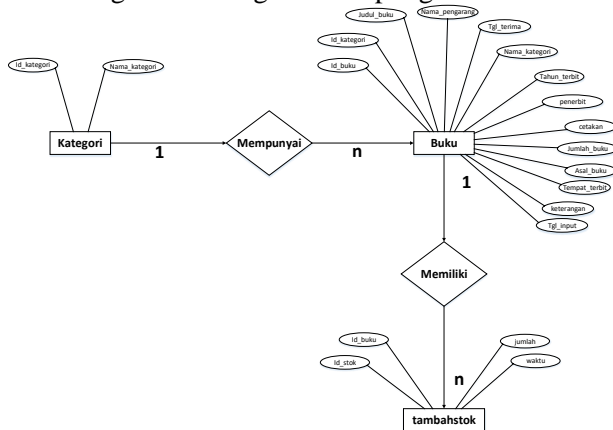 Nama_pengarang
Judul_buku
Tgl_terima
Id_kategori
Nama_kategori
Id_buku
Id_kategori
Nama_kategori
Tahun_terbit
penerbit
cetakan
Kategori
Mempunyai
Buku
1
n
Jumlah_buku
Asal_buku
1
Tempat_terbit
keterangan
Tgl_input
Memiliki
Id_buku
jumlah
Id_stok
waktu
n
tambahstok